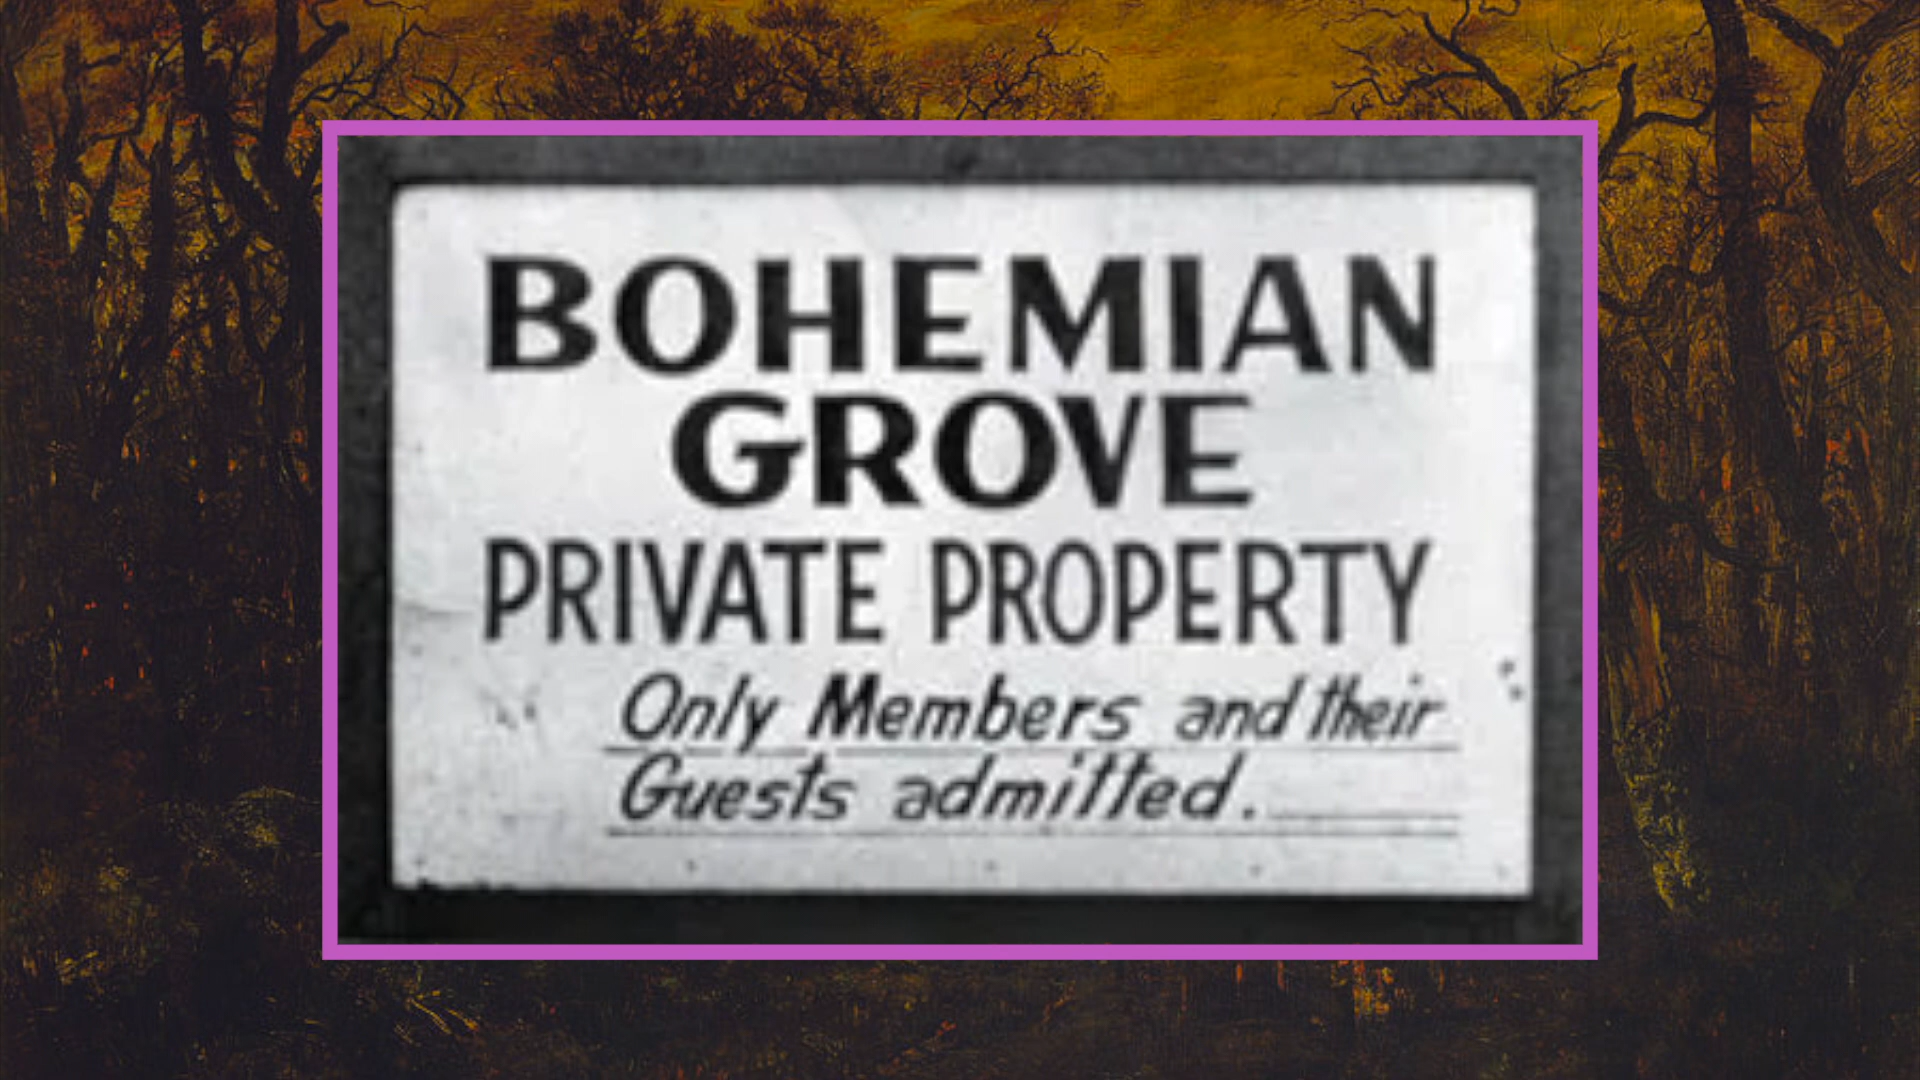 BOHEMIAN
GROVE
PRIVATE PROPERTY
Only Members and their
Guests admitted.